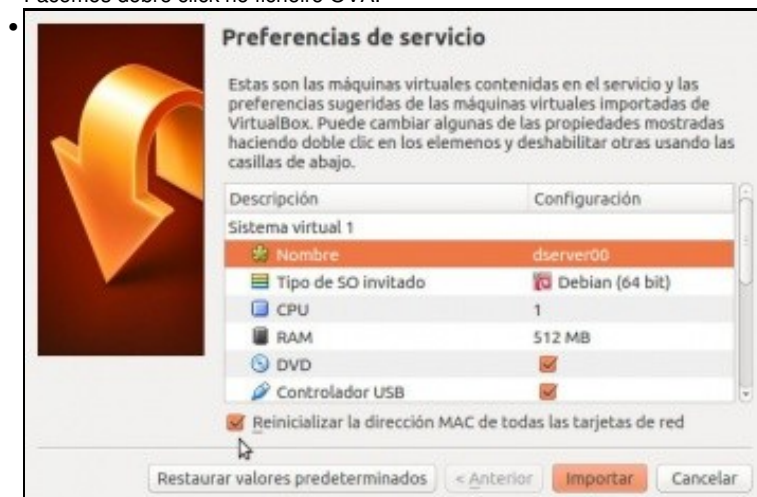 Facemos dobre click no ficheiro OVA.
Preferencias de servicio
Estas son las máquinas virtuales contenidas en el servicio y las
preferencias sugeridas de las máquinas virtuales importadas de
VirtualBox. Puede cambiar algunas de las propiedades mostradas
haciendo doble clic en los elemenos y deshabilitar otras usando las
casillas de abajo.
Descripción Configuración
Sistema virtual 1
Nombre dserver00
Tipo de SO invitado Debian (64 bit)
CPU 1
RAM 512 MB
DVD
Controlador USB
Reinicializar la dirección MAC de todas las tarjetas de red
Restaurar valores predeterminados < Anterior Importar Cancelar